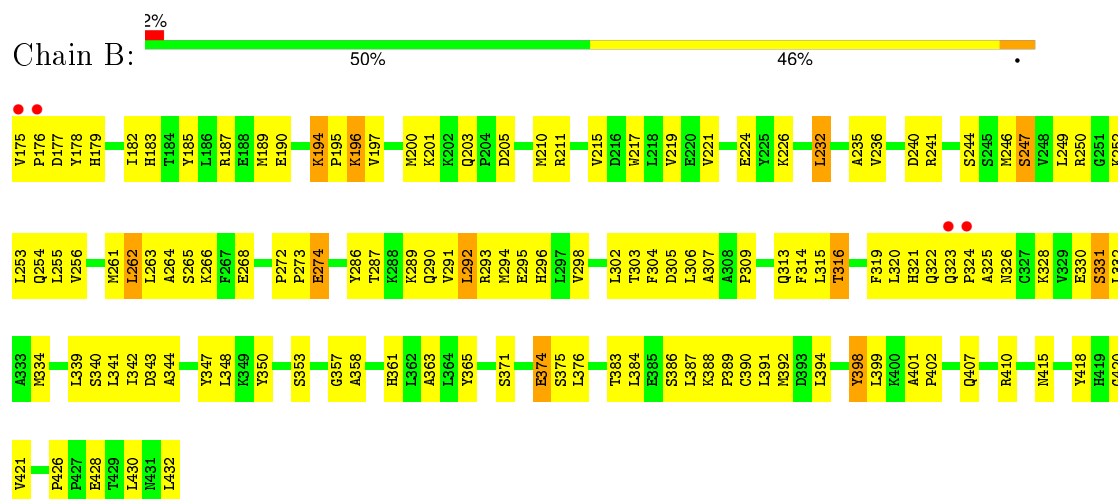 2%
Chain B:
50% 46% •
V175 P176 D177 Y178 H179 I182 H183 T184 Y185 L186 R187 E188 M189 E190 K194 P195 K196 V197 M200 K201 K202 Q203 P204 D205 M210 R211 V215 D216 W217 L218 V219 E220 V221 E224 Y225 K226 L232 A235 V236 D240 R241 S244 S245 M246 S247 V248 L249 R250 G251 K252
L253 Q254 L255 V256 M261 L262 L263 A264 S265 K266 F267 E268 P272 P273 E274 Y286 T287 K288 K289 Q290 V291 L292 R293 M294 E295 H296 L297 V298 L302 T303 F304 D305 L306 A307 A308 P309 Q313 F314 L315 T316 F319 L320 H321 Q322 Q323 P324 A325 N326 C327 K328 V329 E330 S331 L332
A333 M334 L339 S340 L341 I342 D343 A344 Y347 L348 K349 Y350 S353 G357 A358 H361 L362 A363 L364 Y365 S371 E374 S375 L376 T383 L384 E385 S386 L387 K388 P389 C390 L391 M392 D393 L394 Y398 L399 K400 A401 P402 Q407 R410 N415 Y418 H419 G420
V421 P426 P427 E428 T429 L430 N431 L432